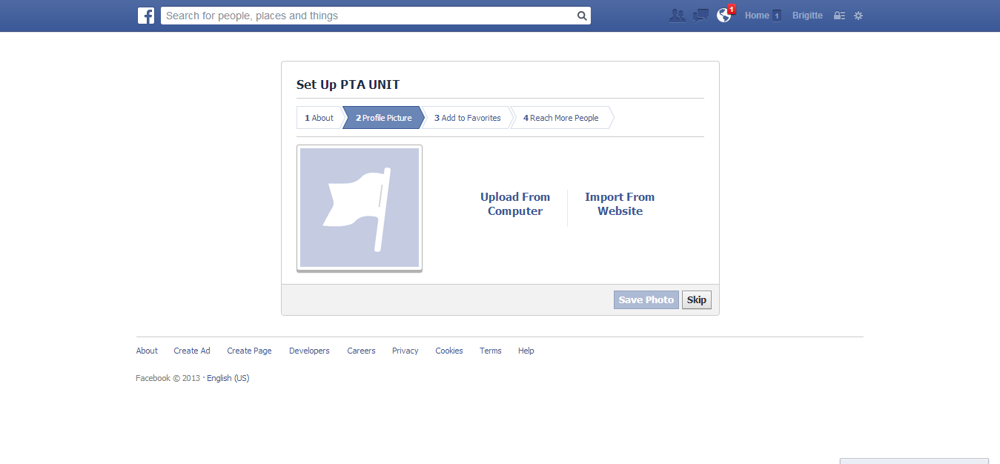 Search for people, places and things
1
Home 1 Brigitte
Set Up PTA UNIT
1 About 2 Profile Picture 3 Add to Favorites 4 Reach More People
Upload From
Computer
Import From
Website
Save Photo Skip
About Create Ad Create Page Developers Careers Privacy Cookies Terms Help
Facebook © 2013 · English (US)